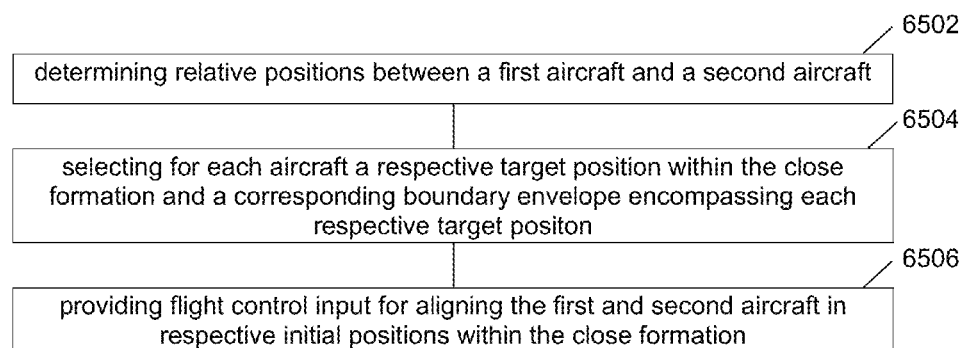 6502
determining relative positions between a first aircraft and a second aircraft
6504
selecting for each aircraft a respective target position within the close
formation and a corresponding boundary envelope encompassing each
respective target positon
6506
providing flight control input for aligning the first and second aircraft in
respective initial positions within the close formation